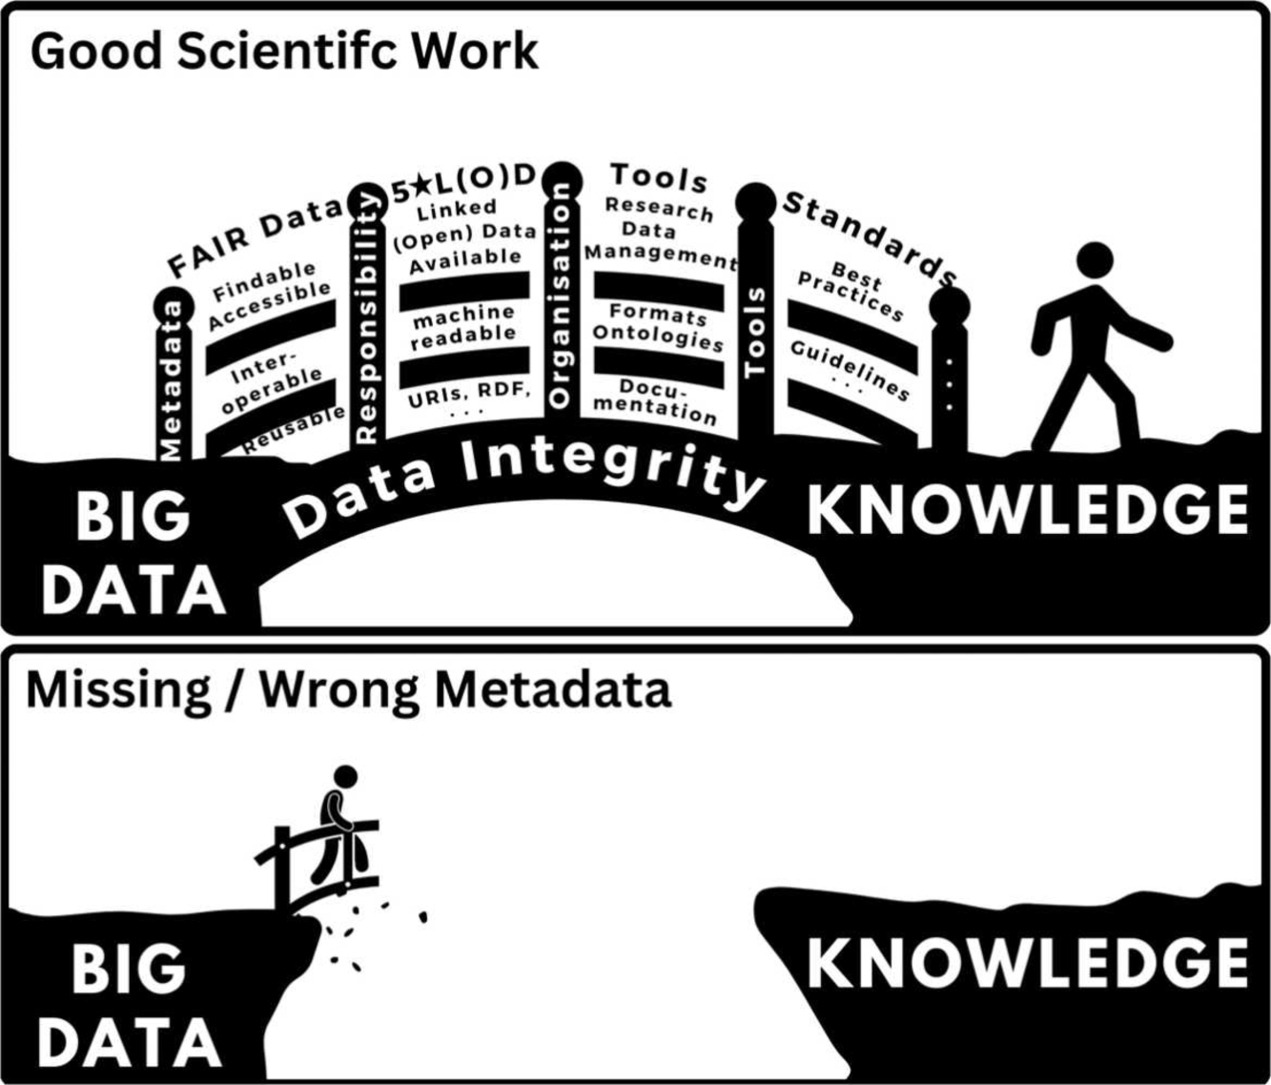 Good Scientifc Work
Metadata
FAIR Data
Findable
Accessible
Inter-
operable
Reusable
Responsibility
5★L(O)D
Linked
(Open) Data
Available
machine
readable
URIs, RDF,
. . .
Organisation
Tools
Research
Data
Management
Formats
Ontologies
Docu-
mentation
Tools
Standards
Best
Practices
Guidelines
. . .
. . .
Data Integrity
BIG
DATA
KNOWLEDGE
Missing / Wrong Metadata
BIG
DATA
KNOWLEDGE